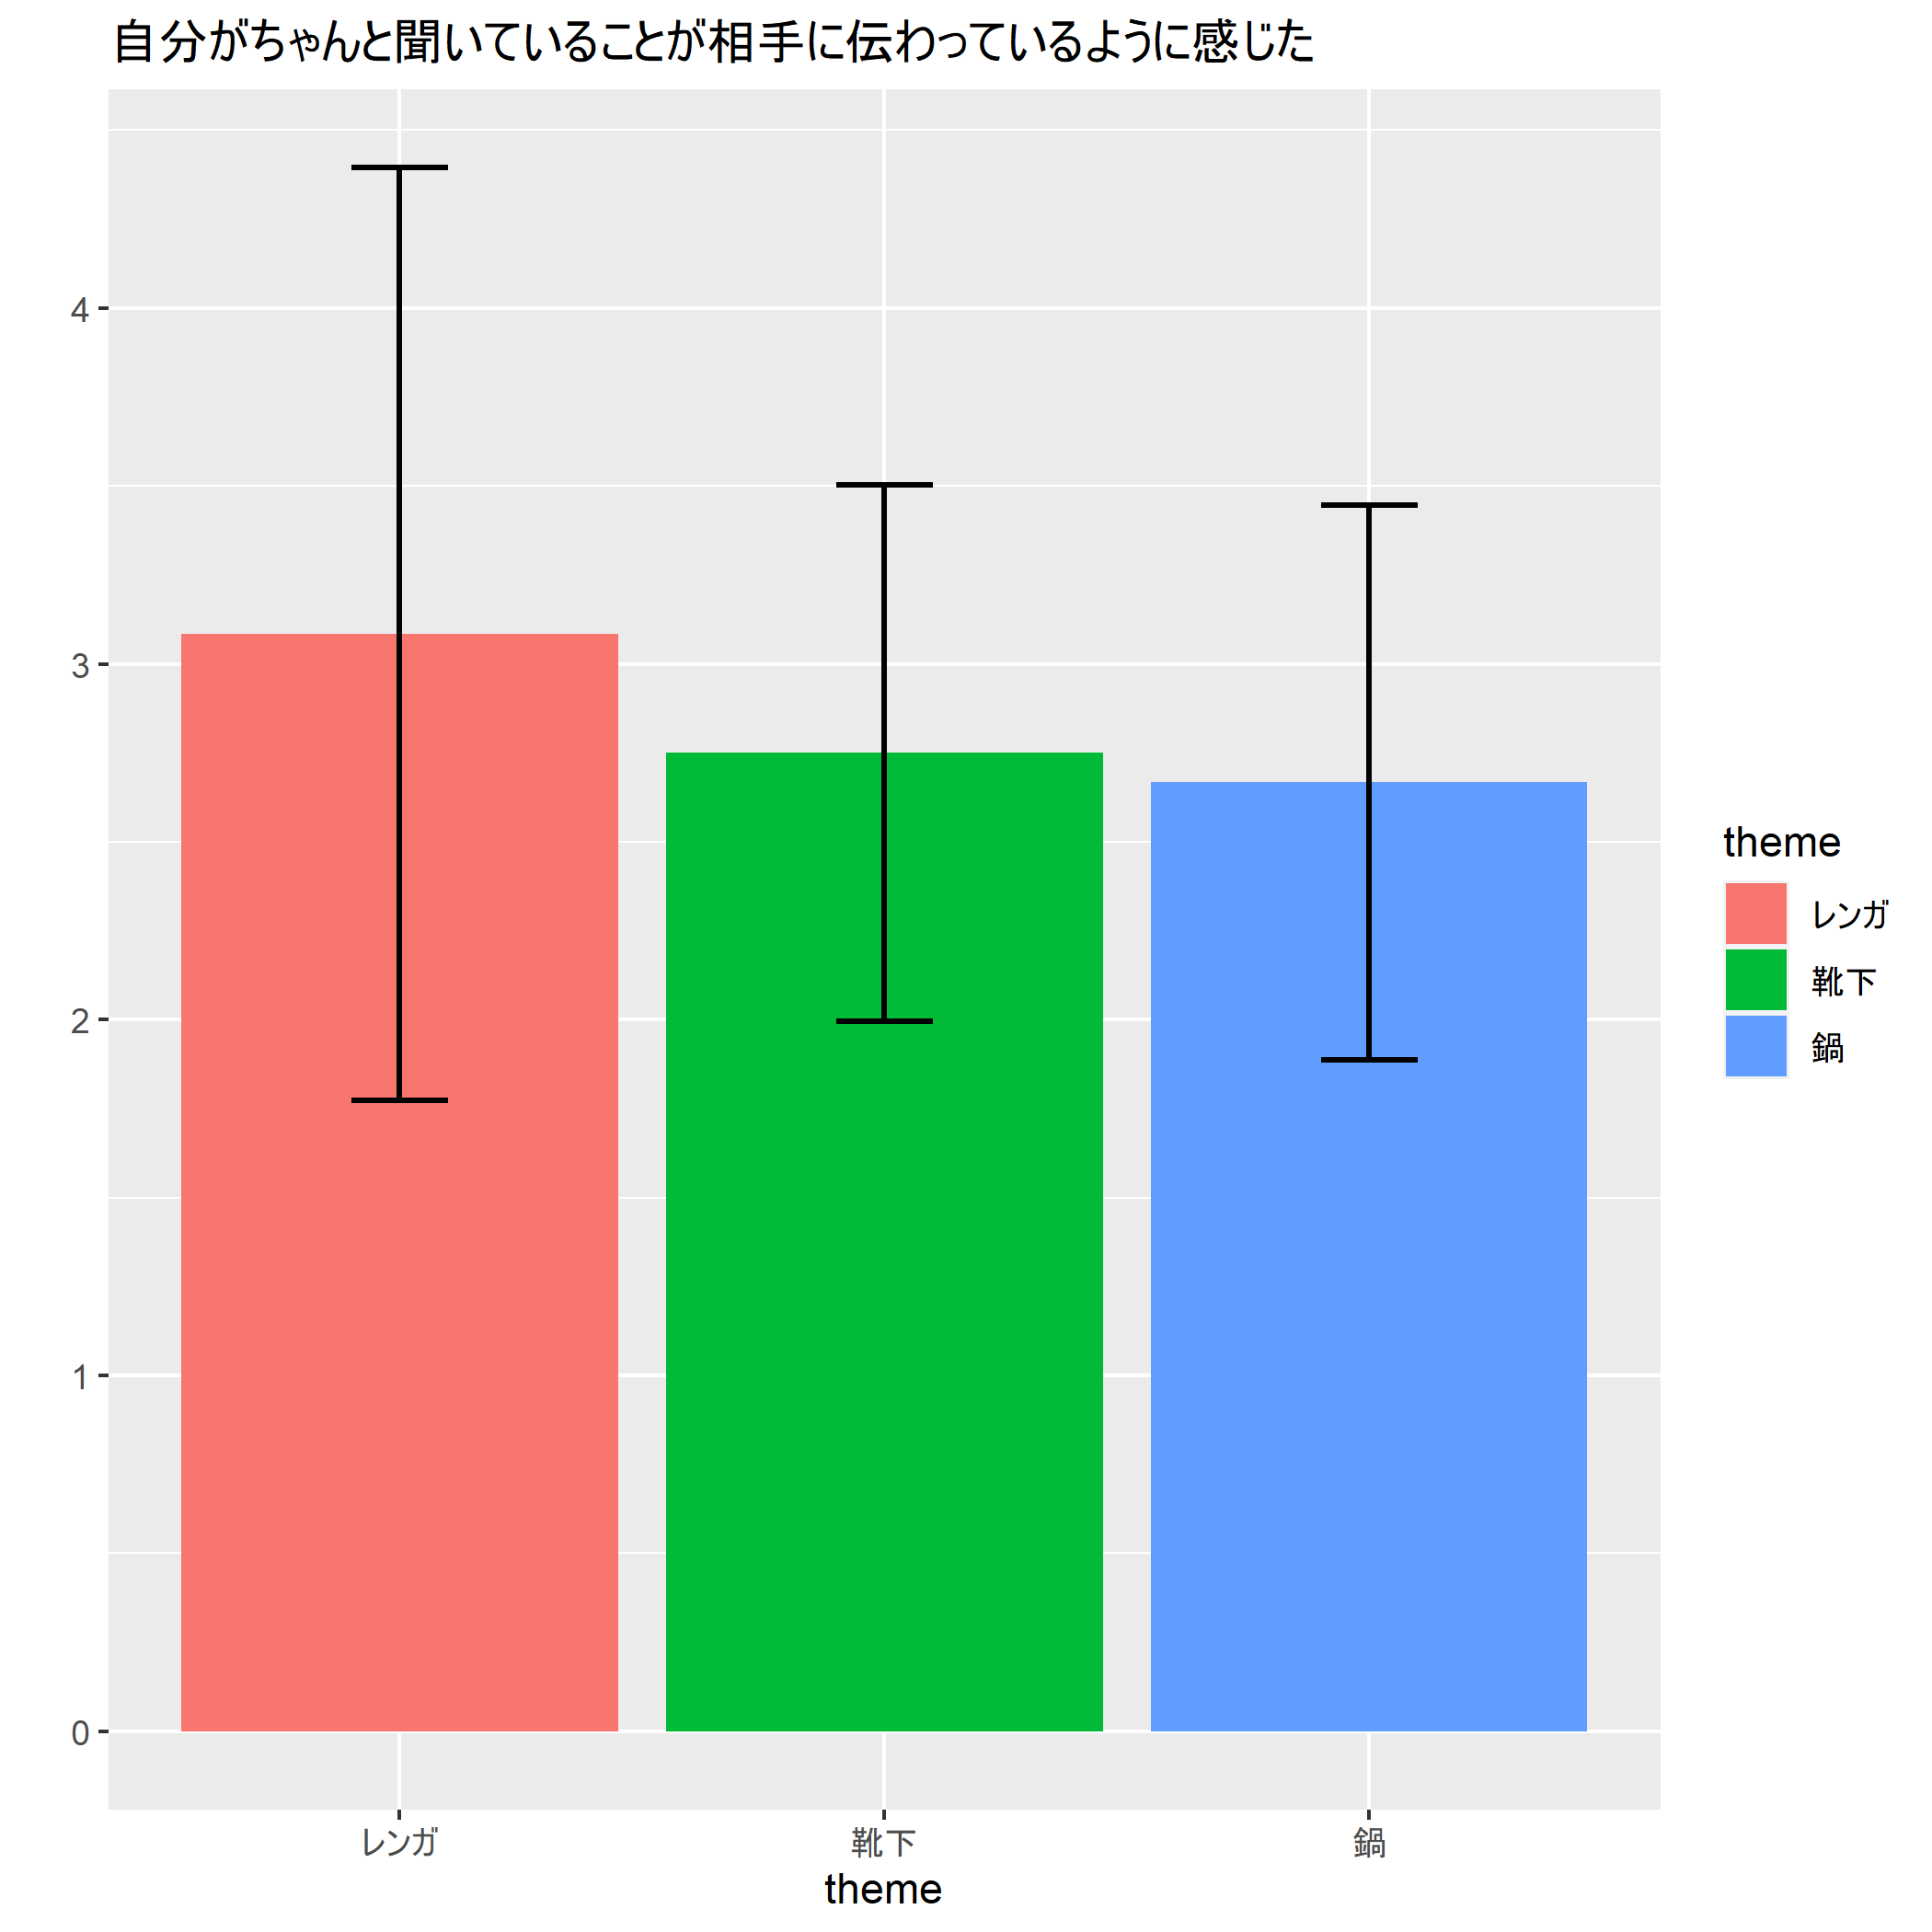 自分がちゃんと聞いていることが相手に伝わっているように感じた
4
3
2
1
0
レンガ
靴下
鍋
theme
theme
レンガ
靴下
鍋